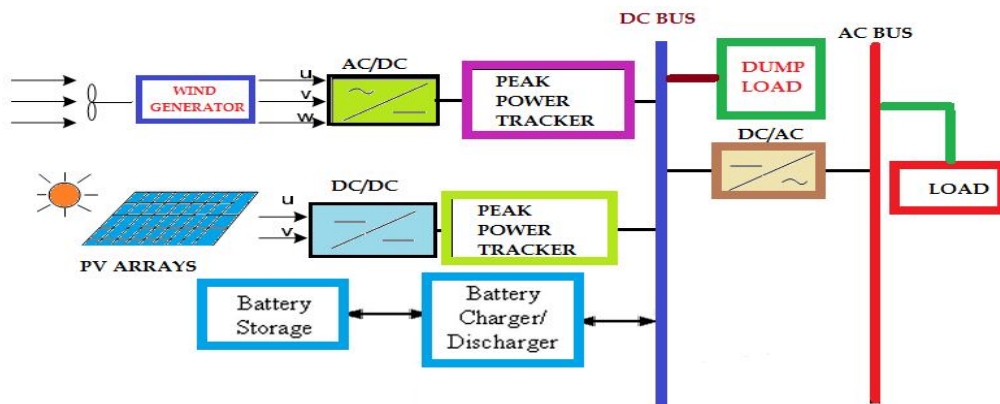 DC BUS
AC BUS
AC/DC
u
v
w
WIND
GENERATOR
PEAK
POWER
TRACKER
DUMP
LOAD
DC/AC
LOAD
DC/DC
u
v
PEAK
POWER
TRACKER
PV ARRAYS
Battery
Storage
Battery
Charger/
Discharger